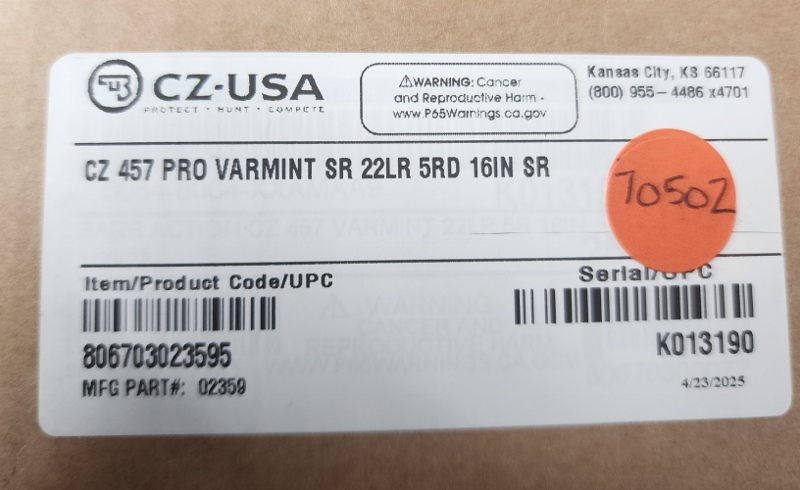 CZ-USA
PROTECT • HUNT • COMPETE
⚠WARNING: Cancer
and Reproductive Harm -
www.P65Warnings.ca.gov
Kansas City, KS 66117
(800) 955-4486 x4701
CZ 457 PRO VARMINT SR 22LR 5RD 16IN SR
70502
Item/Product Code/UPC
Serial/UPC
806703023595
K013190
MFG PART#: 02359
4/23/2025